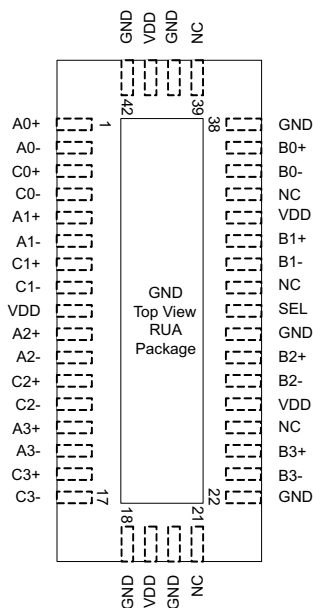 GND
VDD
GND
NC
42
39
A0+
A0-
C0+
C0-
A1+
A1-
C1+
C1-
VDD
A2+
A2-
C2+
C2-
A3+
A3-
C3+
C3-
1
17
GND
Top View
RUA
Package
38
22
GND
B0+
B0-
NC
VDD
B1+
B1-
NC
SEL
GND
B2+
B2-
VDD
NC
B3+
B3-
GND
18
21
GND
VDD
GND
NC